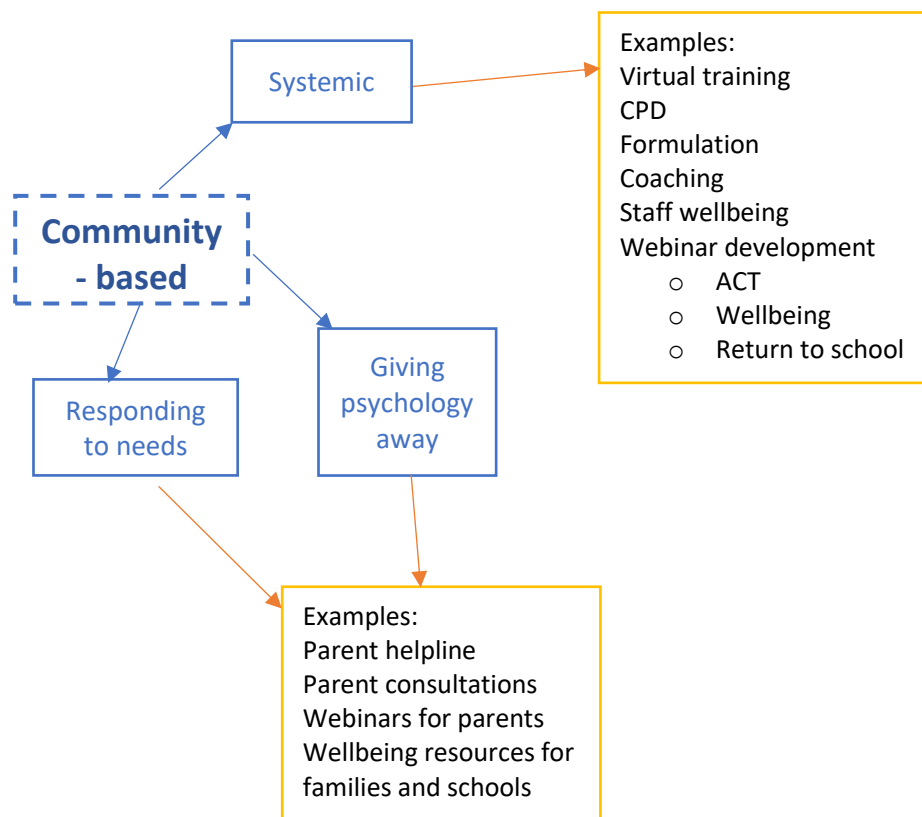 Systemic
Examples:
Virtual training
CPD
Formulation
Coaching
Staff wellbeing
Webinar development
o ACT
o Wellbeing
o Return to school
Community
- based
Responding
to needs
Giving
psychology
away
Examples:
Parent helpline
Parent consultations
Webinars for parents
Wellbeing resources for
families and schools